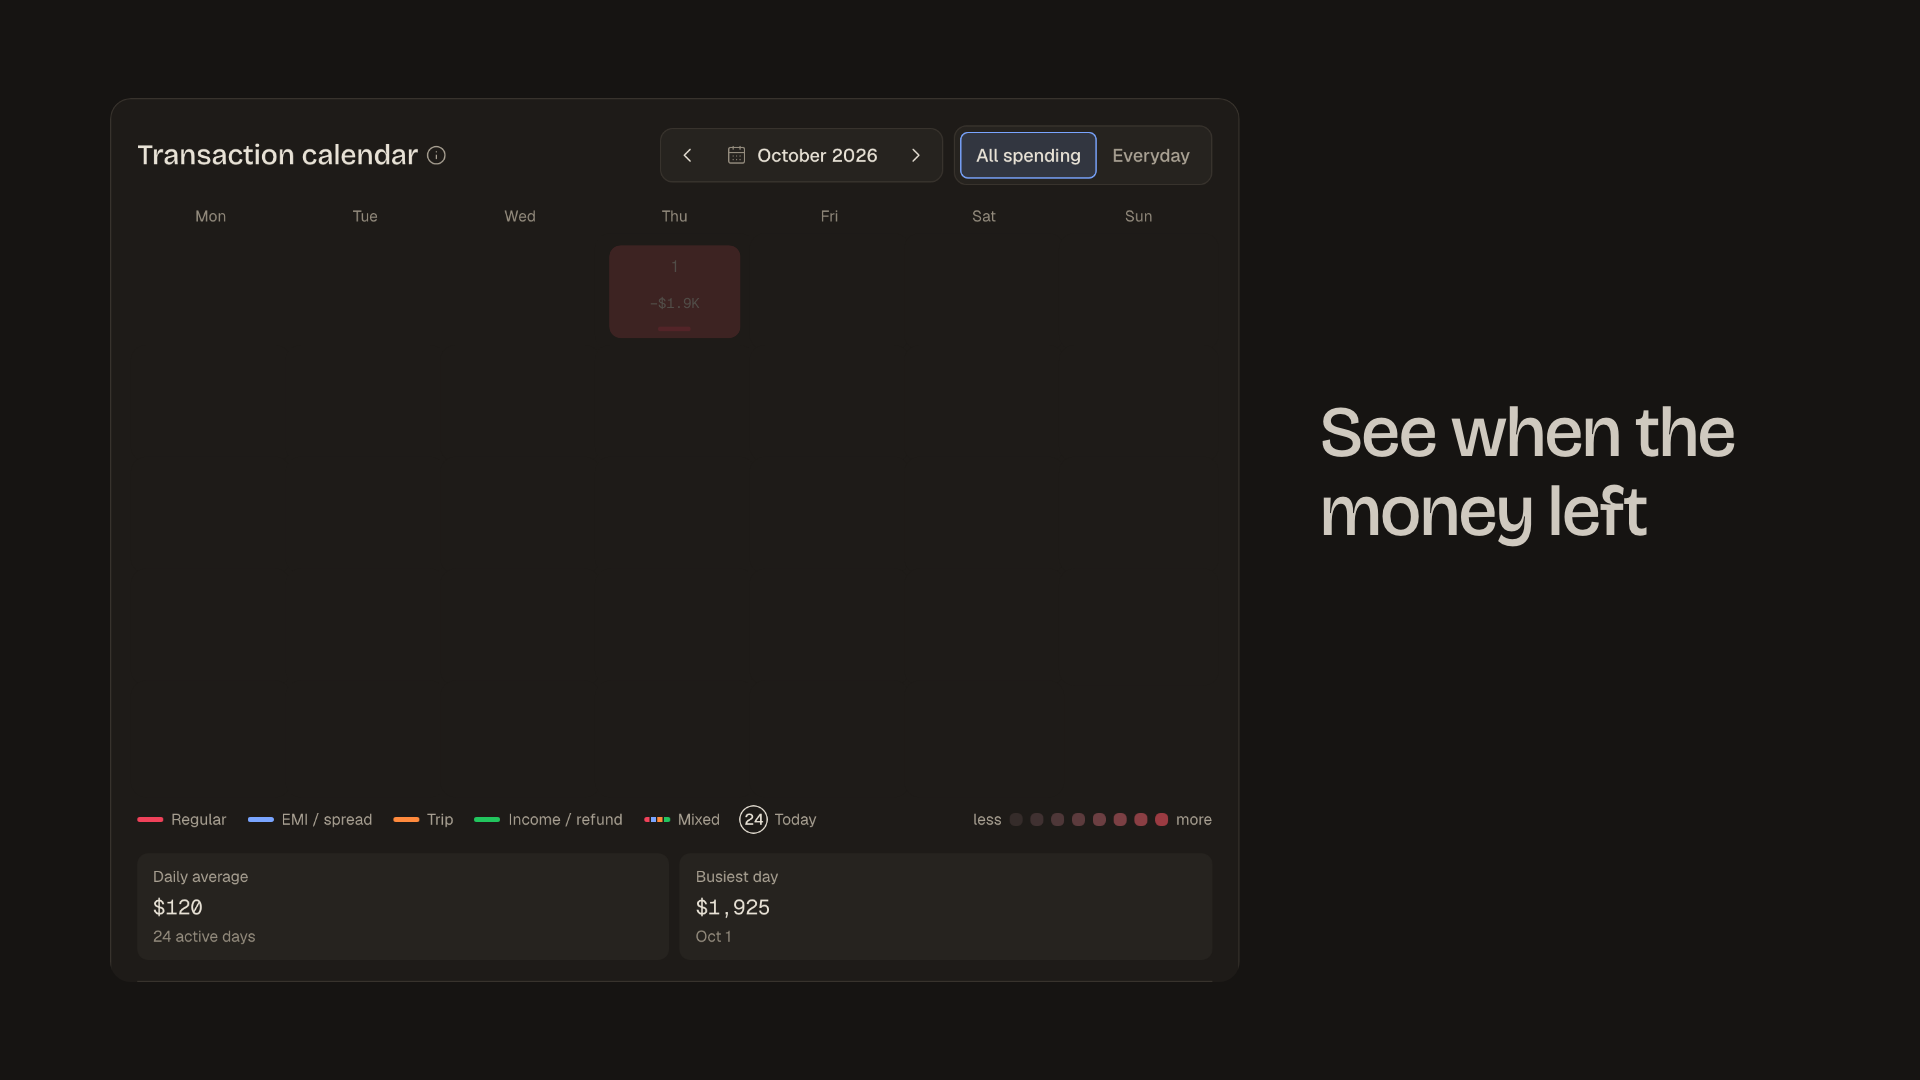 Transaction calendar
October 2026
All spending
Everyday
Mon Tue Wed Thu Fri Sat Sun
1
−$1.9K
See when the
money left
Regular
EMI / spread
Trip
Income / refund
Mixed
24 Today
less
more
Daily average
$120
24 active days
Busiest day
$1,925
Oct 1